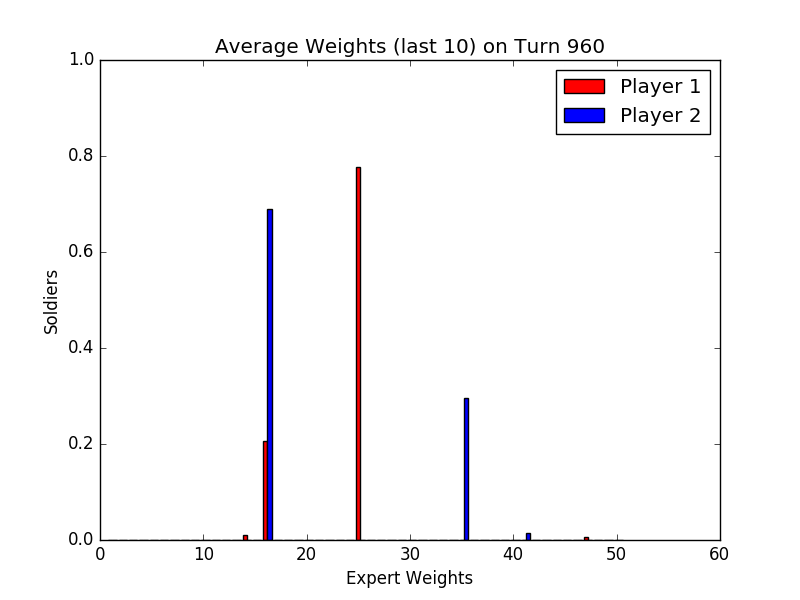 Average Weights (last 10) on Turn 960
1.0
Player 1
Player 2
0.8
0.6
Soldiers
0.4
0.2
0.0
0 10 20 30 40 50 60
Expert Weights